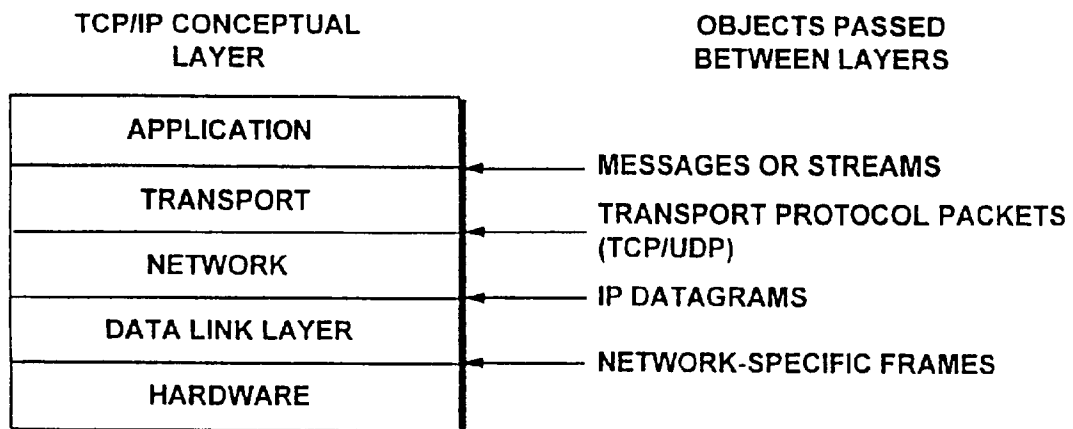 TCP/IP CONCEPTUAL
LAYER
OBJECTS PASSED
BETWEEN LAYERS
APPLICATION
MESSAGES OR STREAMS
TRANSPORT
TRANSPORT PROTOCOL PACKETS
(TCP/UDP)
NETWORK
IP DATAGRAMS
DATA LINK LAYER
NETWORK-SPECIFIC FRAMES
HARDWARE